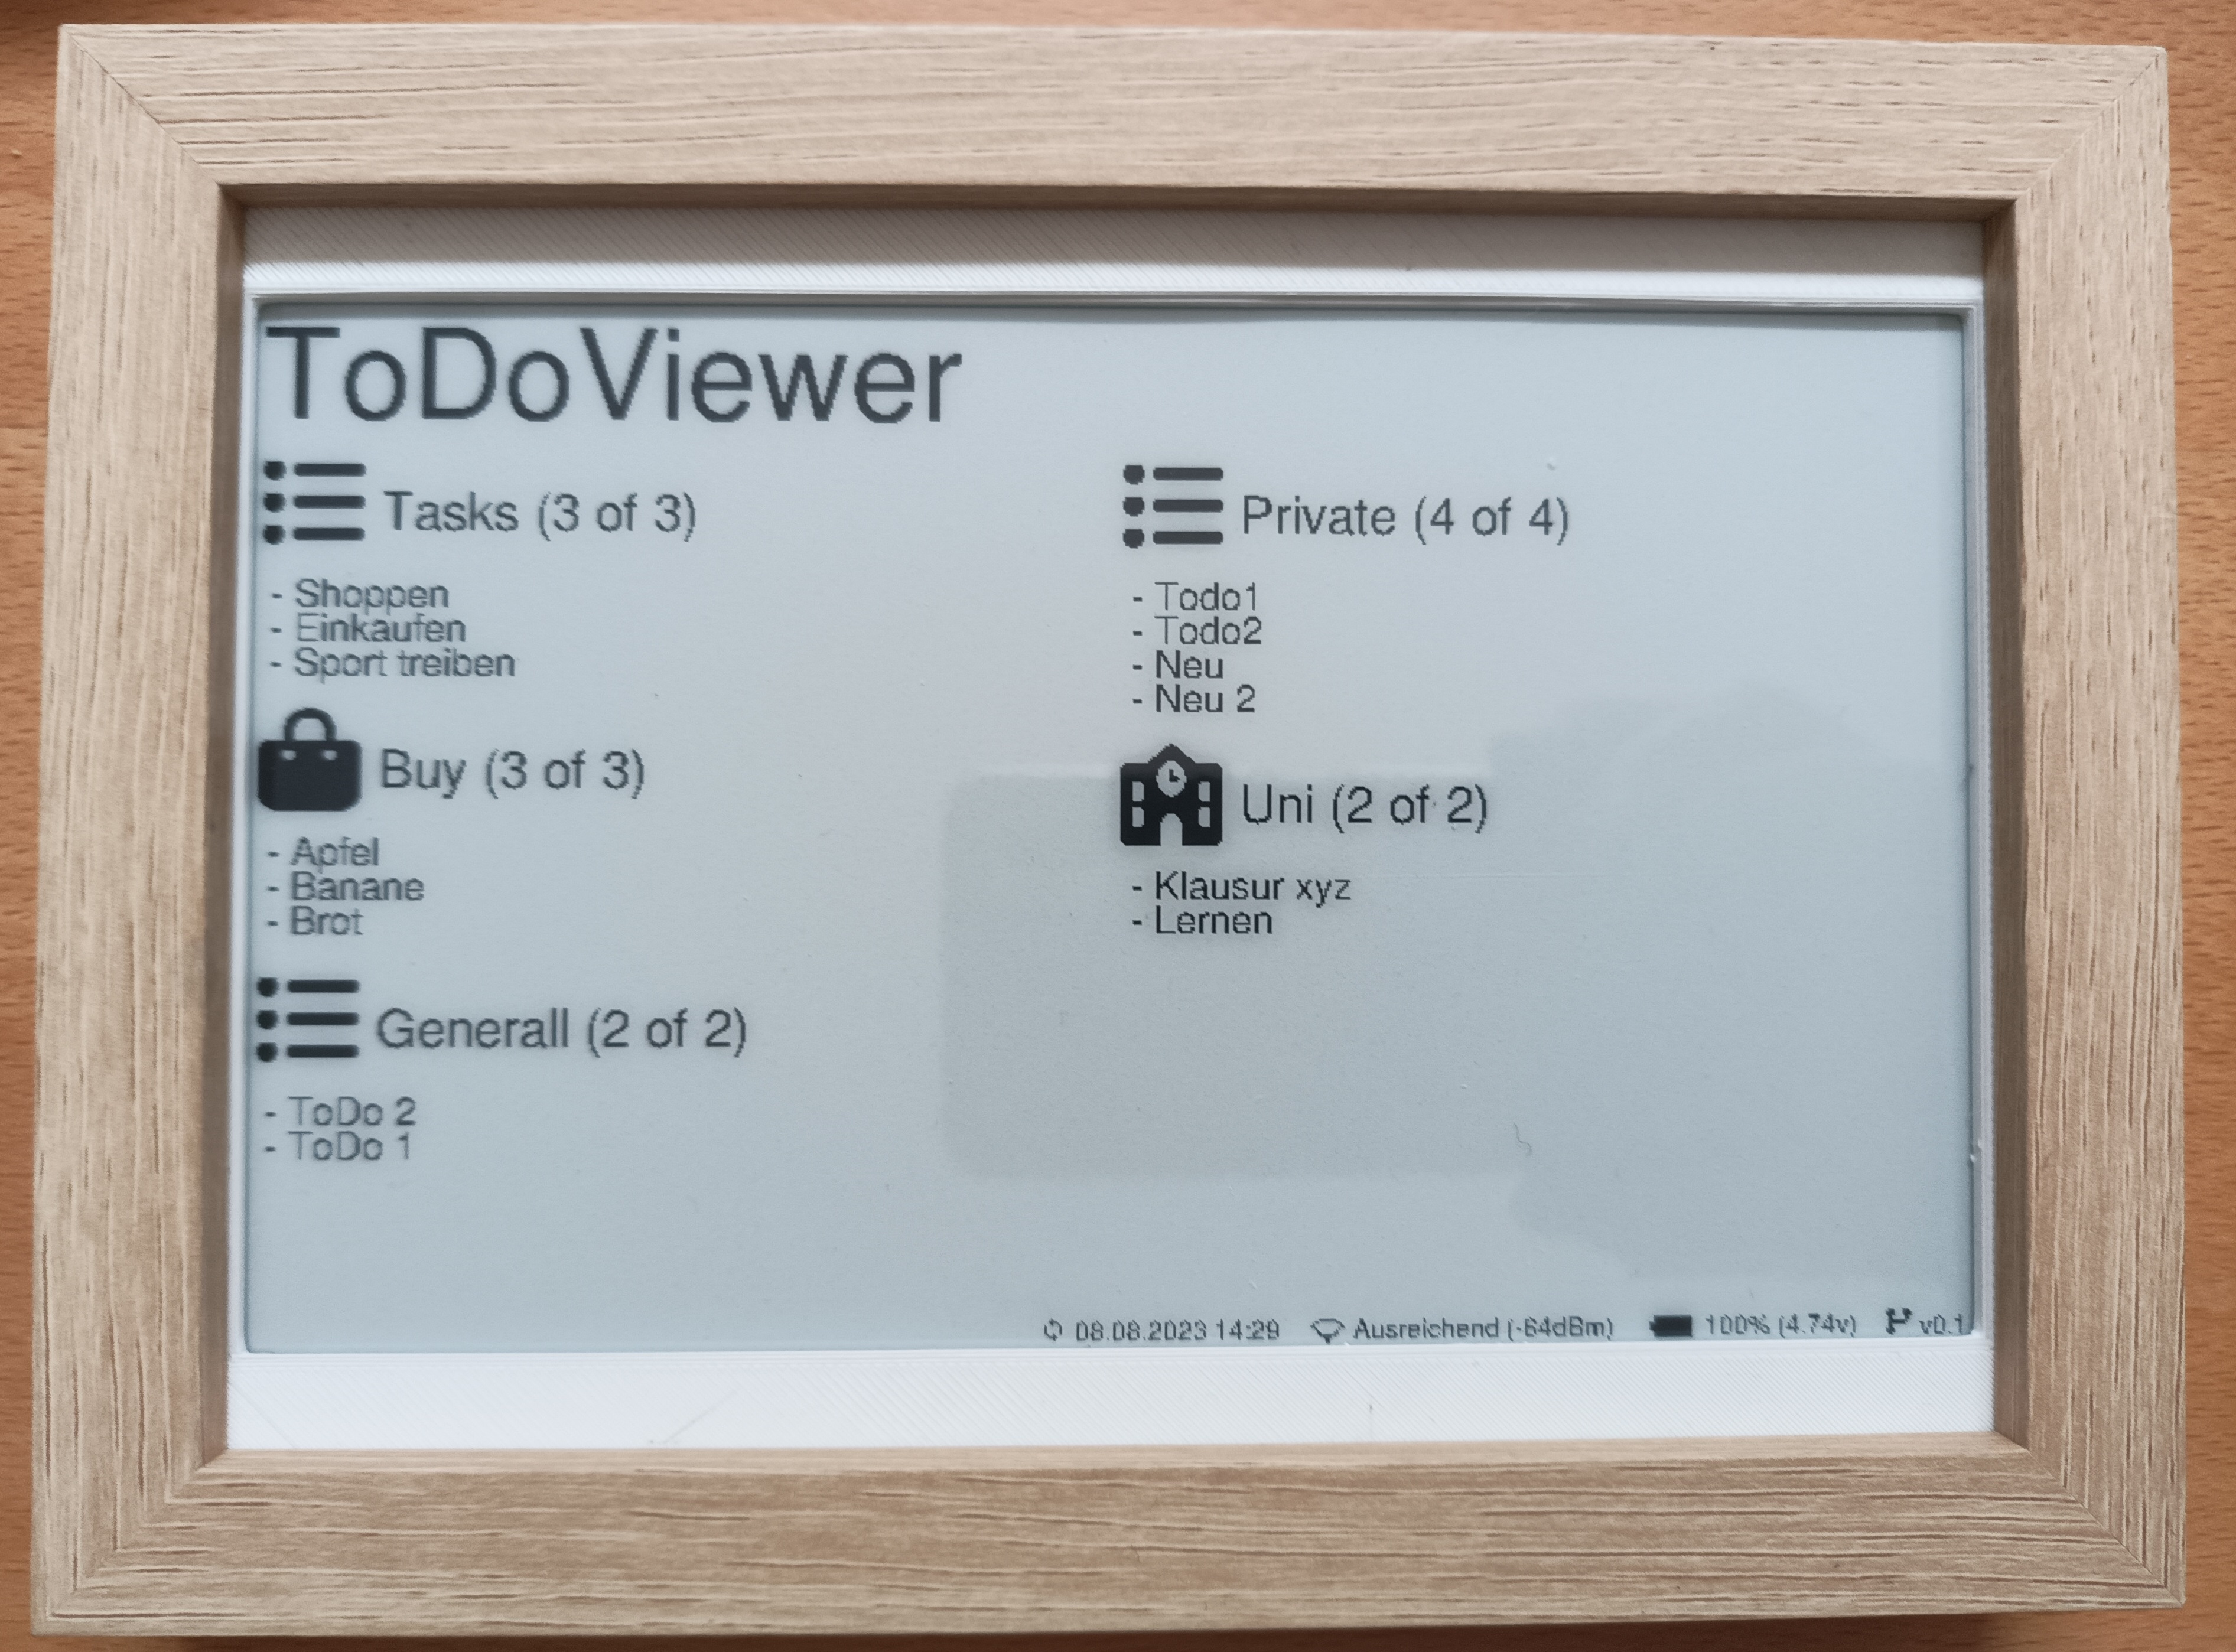 ToDoViewer
Tasks (3 of 3)
- Shoppen
- Einkaufen
- Sport treiben
Buy (3 of 3)
- Apfel
- Banane
- Brot
Generall (2 of 2)
- ToDo 2
- ToDo 1
Private (4 of 4)
- Todo1
- Todo2
- Neu
- Neu 2
Uni (2 of 2)
- Klausur xyz
- Lernen
08.08.2023 14:29 Ausreichend (-64dBm) 100% (4.74v) v0.1